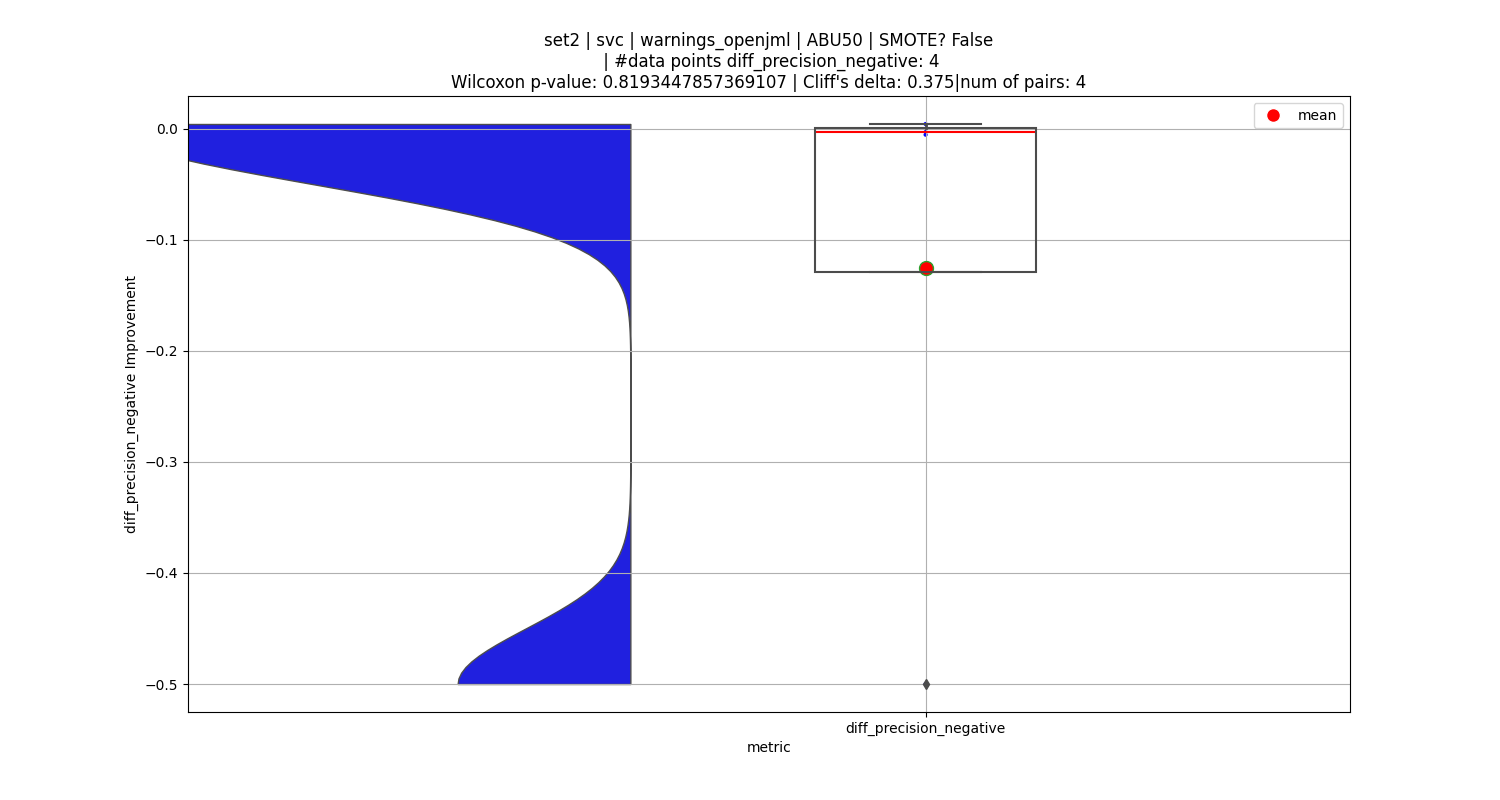 set2 | svc | warnings_openjml | ABU50 | SMOTE? False
| #data points diff_precision_negative: 4
Wilcoxon p-value: 0.8193447857369107 | Cliff's delta: 0.375|num of pairs: 4
mean
0.0
−0.1
−0.2
−0.3
−0.4
−0.5
diff_precision_negative Improvement
diff_precision_negative
metric